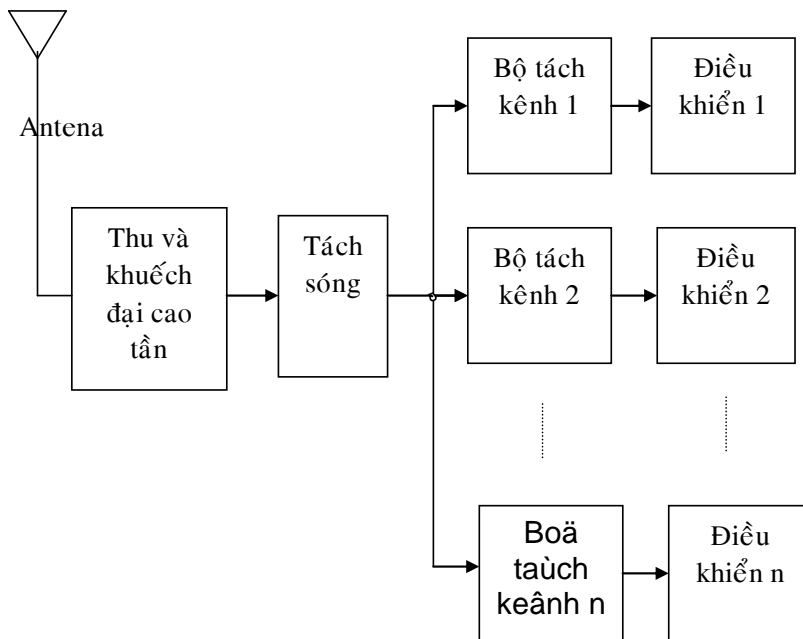 Antena
Thu và
khuếch
đại cao
tần
Tách
sóng
Bộ tách
kênh 1
Điều
khiển 1
Bộ tách
kênh 2
Điều
khiển 2
Boä
taùch
keânh n
Điều
khiển n